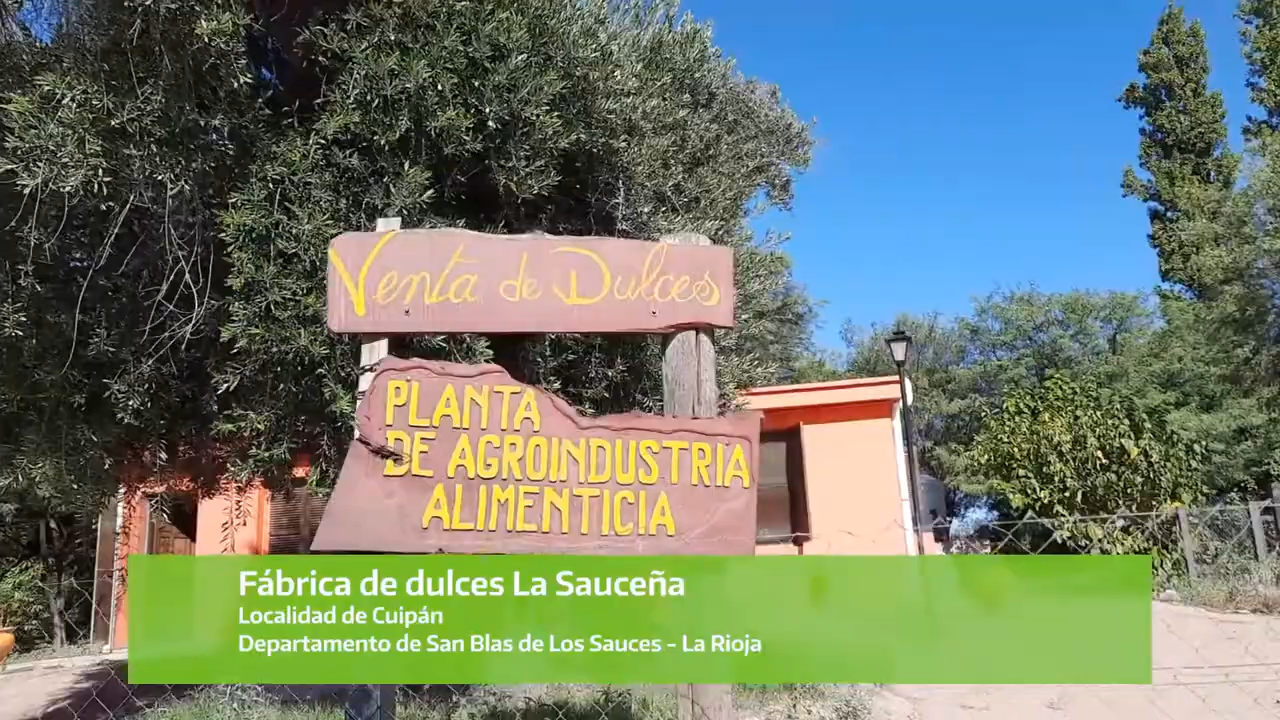 Venta de Dulces
PLANTA
DE AGROINDUSTRIA
ALIMENTICIA
Fábrica de dulces La Sauceña
Localidad de Cuipán
Departamento de San Blas de Los Sauces - La Rioja